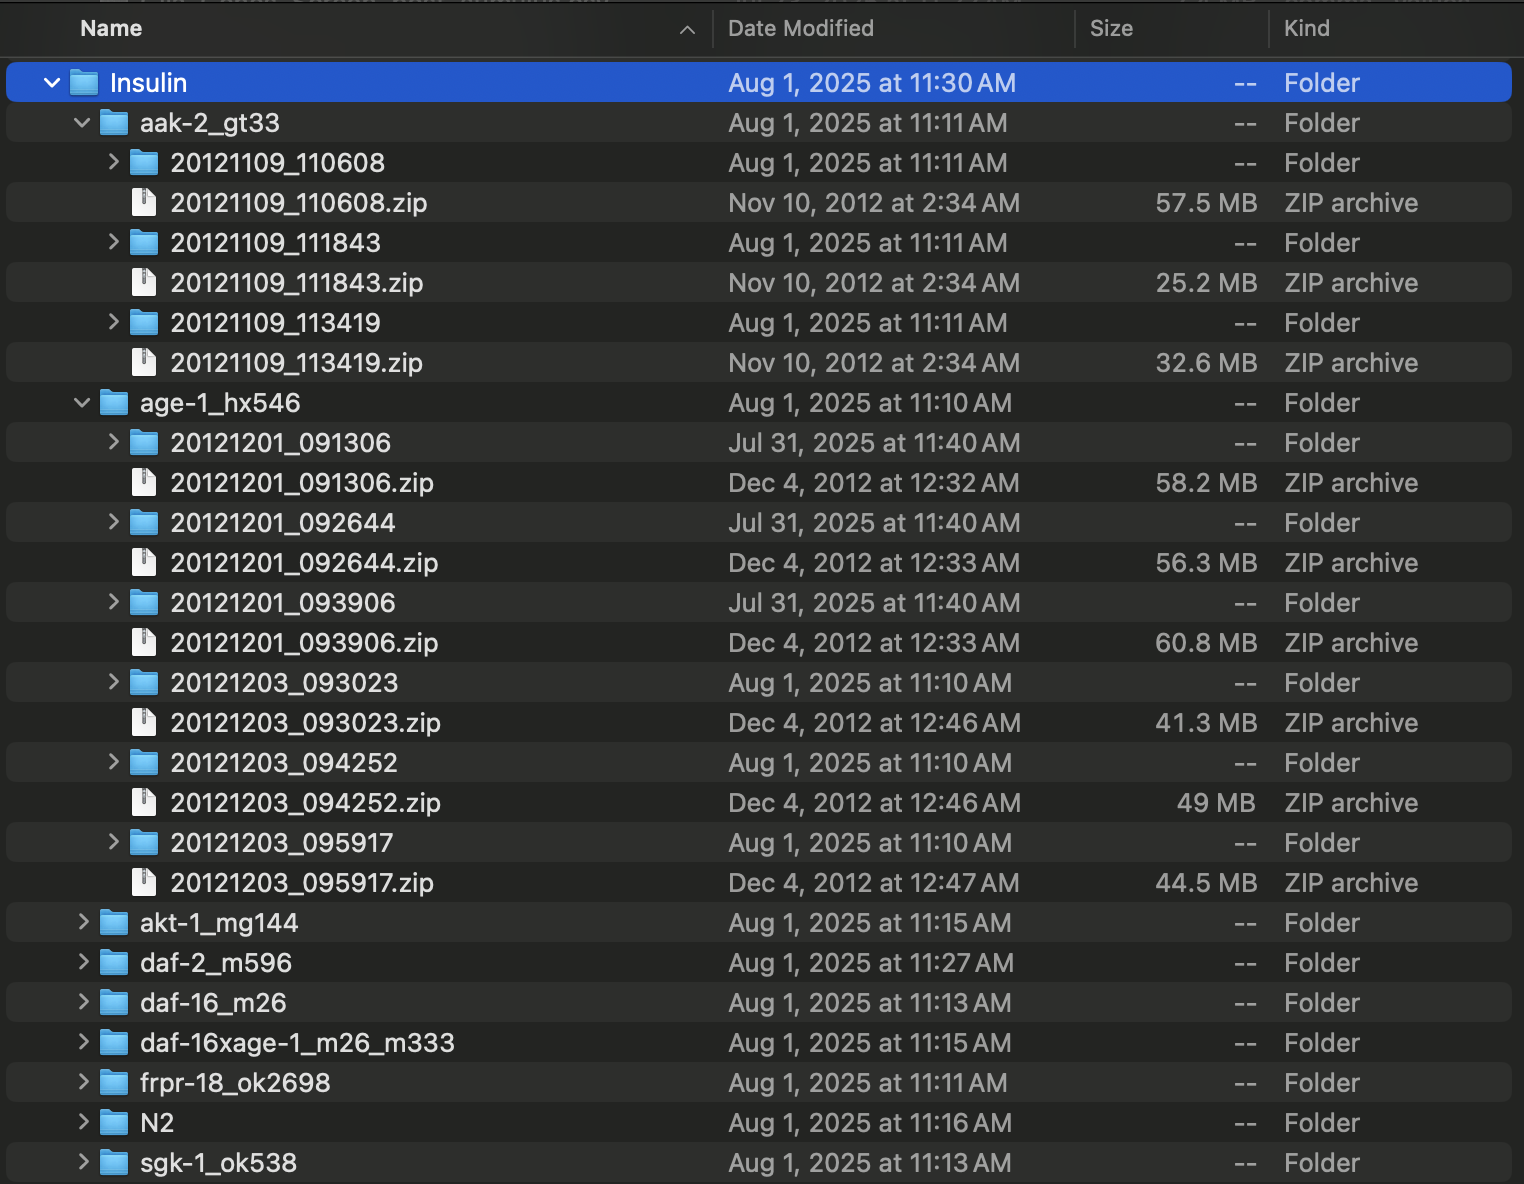 Name Date Modified Size Kind
Insulin Aug 1, 2025 at 11:30 AM -- Folder
aak-2_gt33 Aug 1, 2025 at 11:11 AM -- Folder
20121109_110608 Aug 1, 2025 at 11:11 AM -- Folder
20121109_110608.zip Nov 10, 2012 at 2:34 AM 57.5 MB ZIP archive
20121109_111843 Aug 1, 2025 at 11:11 AM -- Folder
20121109_111843.zip Nov 10, 2012 at 2:34 AM 25.2 MB ZIP archive
20121109_113419 Aug 1, 2025 at 11:11 AM -- Folder
20121109_113419.zip Nov 10, 2012 at 2:34 AM 32.6 MB ZIP archive
age-1_hx546 Aug 1, 2025 at 11:10 AM -- Folder
20121201_091306 Jul 31, 2025 at 11:40 AM -- Folder
20121201_091306.zip Dec 4, 2012 at 12:32 AM 58.2 MB ZIP archive
20121201_092644 Jul 31, 2025 at 11:40 AM -- Folder
20121201_092644.zip Dec 4, 2012 at 12:33 AM 56.3 MB ZIP archive
20121201_093906 Jul 31, 2025 at 11:40 AM -- Folder
20121201_093906.zip Dec 4, 2012 at 12:33 AM 60.8 MB ZIP archive
20121203_093023 Aug 1, 2025 at 11:10 AM -- Folder
20121203_093023.zip Dec 4, 2012 at 12:46 AM 41.3 MB ZIP archive
20121203_094252 Aug 1, 2025 at 11:10 AM -- Folder
20121203_094252.zip Dec 4, 2012 at 12:46 AM 49 MB ZIP archive
20121203_095917 Aug 1, 2025 at 11:10 AM -- Folder
20121203_095917.zip Dec 4, 2012 at 12:47 AM 44.5 MB ZIP archive
akt-1_mg144 Aug 1, 2025 at 11:15 AM -- Folder
daf-2_m596 Aug 1, 2025 at 11:27 AM -- Folder
daf-16_m26 Aug 1, 2025 at 11:13 AM -- Folder
daf-16xage-1_m26_m333 Aug 1, 2025 at 11:15 AM -- Folder
frpr-18_ok2698 Aug 1, 2025 at 11:11 AM -- Folder
N2 Aug 1, 2025 at 11:16 AM -- Folder
sgk-1_ok538 Aug 1, 2025 at 11:13 AM -- Folder